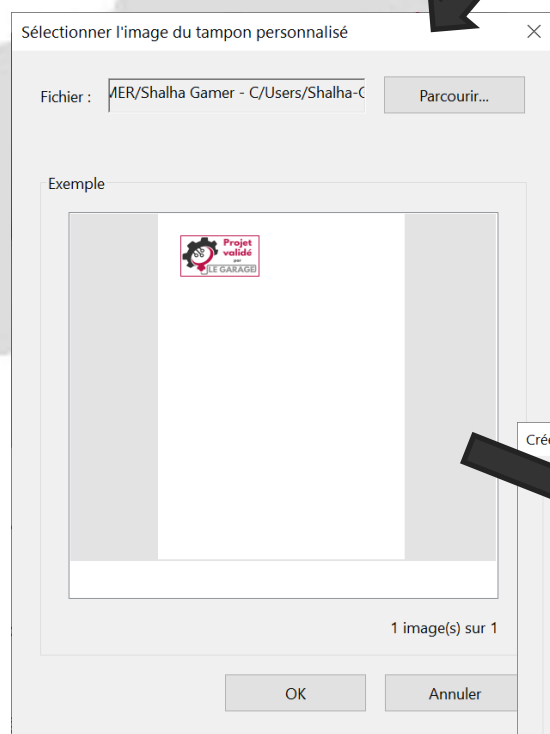 Sélectionner l'image du tampon personnalisé
Fichier :
MER/Shalha Gamer - C/Users/Shalha-G
Parcourir...
Exemple
Projet
validé
par
LE GARAGE
Cré
1 image(s) sur 1
OK
Annuler